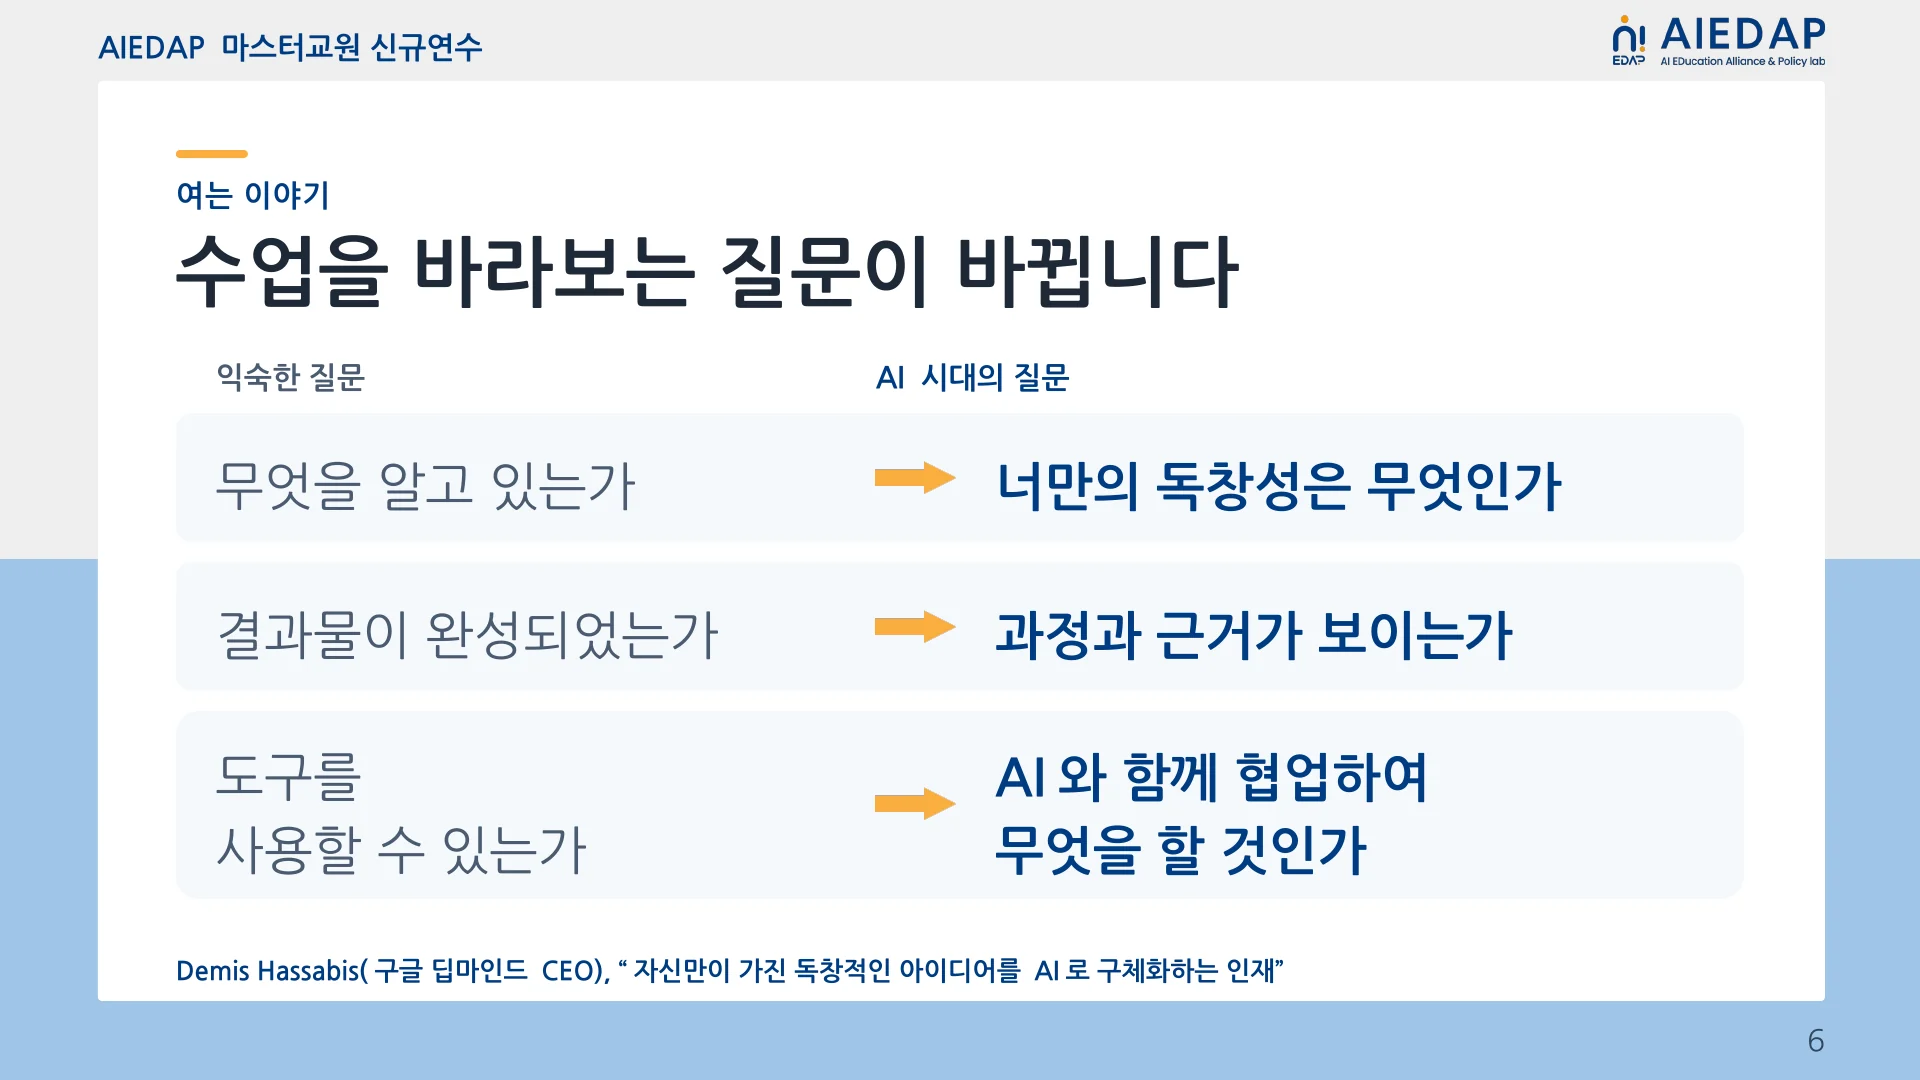 AIEDAP 마스터교원 신규연수
EDAP
AIEDAP
AI EDucation Alliance & Policy lab
여는 이야기
수업을 바라보는 질문이 바뀝니다
익숙한 질문
AI 시대의 질문
무엇을 알고 있는가
너만의 독창성은 무엇인가
결과물이 완성되었는가
과정과 근거가 보이는가
도구를
사용할 수 있는가
AI 와 함께 협업하여
무엇을 할 것인가
Demis Hassabis( 구글 딥마인드 CEO), “ 자신만이 가진 독창적인 아이디어를 AI 로 구체화하는 인재”
6